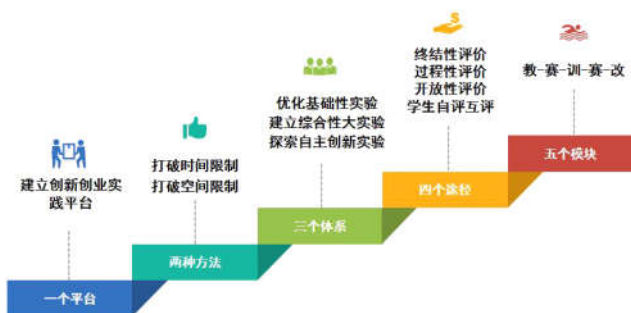 建立创新创业实
践平台
一个平台
打破时间限制
打破空间限制
两种方法
优化基础性实验
建立综合性大实验
探索自主创新实验
三个体系
终结性评价
过程性评价
开放性评价
学生自评互评
四个途径
教-赛-训-赛-改
五个模块